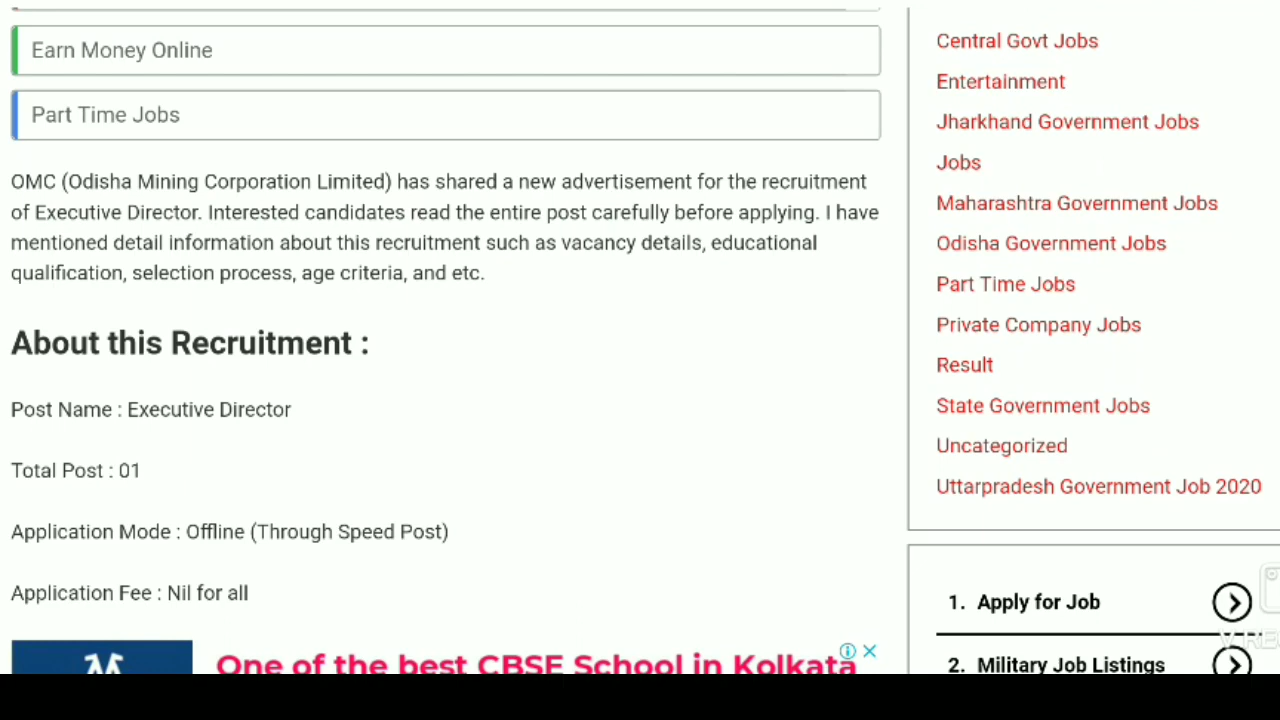 Earn Money Online
Part Time Jobs
OMC (Odisha Mining Corporation Limited) has shared a new advertisement for the recruitment
of Executive Director. Interested candidates read the entire post carefully before applying. I have
mentioned detail information about this recruitment such as vacancy details, educational
qualification, selection process, age criteria, and etc.
About this Recruitment :
Post Name : Executive Director
Total Post : 01
Application Mode : Offline (Through Speed Post)
Application Fee : Nil for all
One of the best CBSE School in Kolkata
Central Govt Jobs
Entertainment
Jharkhand Government Jobs
Jobs
Maharashtra Government Jobs
Odisha Government Jobs
Part Time Jobs
Private Company Jobs
Result
State Government Jobs
Uncategorized
Uttarpradesh Government Job 2020
1. Apply for Job
2. Military Job Listings